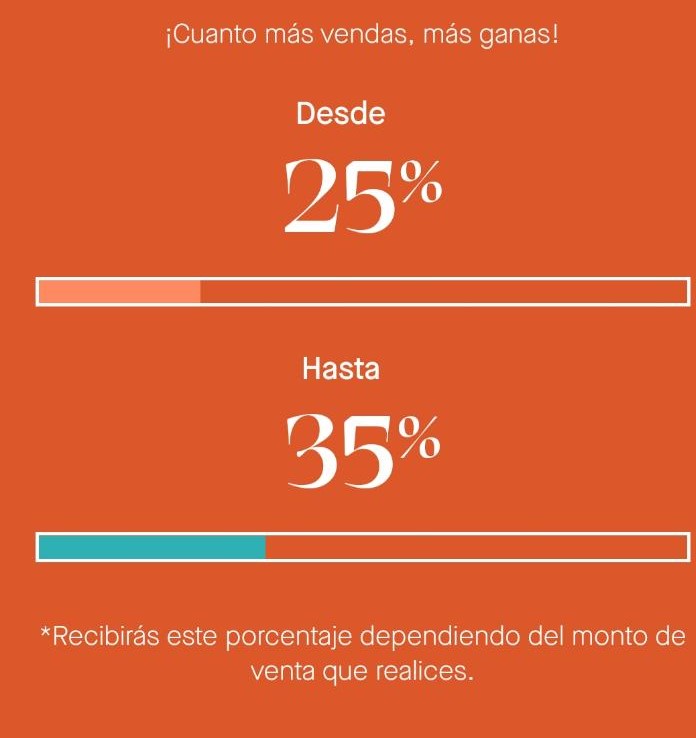 ¡Cuanto más vendas, más ganas!
Desde
25%
Hasta
35%
*Recibirás este porcentaje dependiendo del monto de
venta que realices.